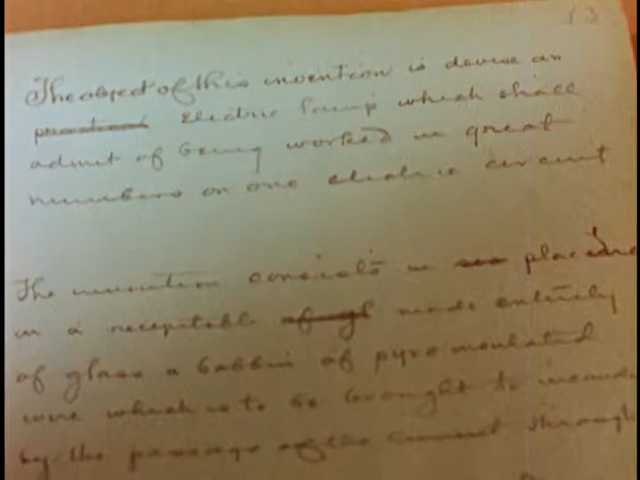 13
The object of this invention is devise an
Electric Lamp which shall
admit of being worked in great
numbers on one electric circuit
The invention consists in placing
in a receptable made entirely
of glass a bobbin of pyro insulated
wire which is to be brought to
by the passage of the current through